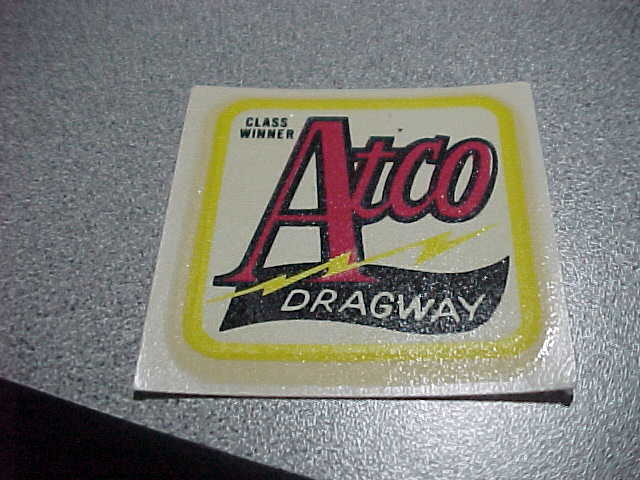 CLASS
WINNER
Atco
DRAGWAY